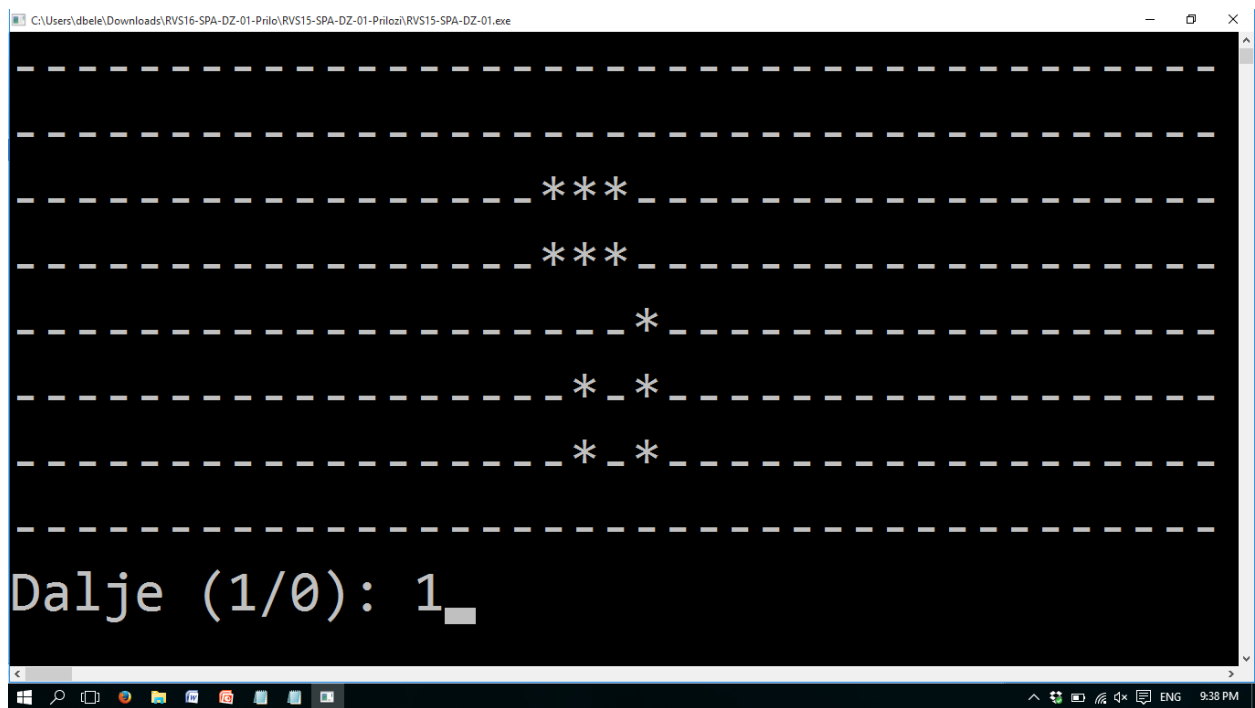 C:\Users\dbele\Downloads\RVS16-SPA-DZ-01-Prilo\RVS15-SPA-DZ-01-Prilozi\RVS15-SPA-DZ-01.exe
---------------------------------------
---------------------------------------
-----------------***-------------------
-----------------***-------------------
--------------------*------------------
------------------*-*------------------
------------------*-*------------------
---------------------------------------
Dalje (1/0): 1_
ENG 9:38 PM